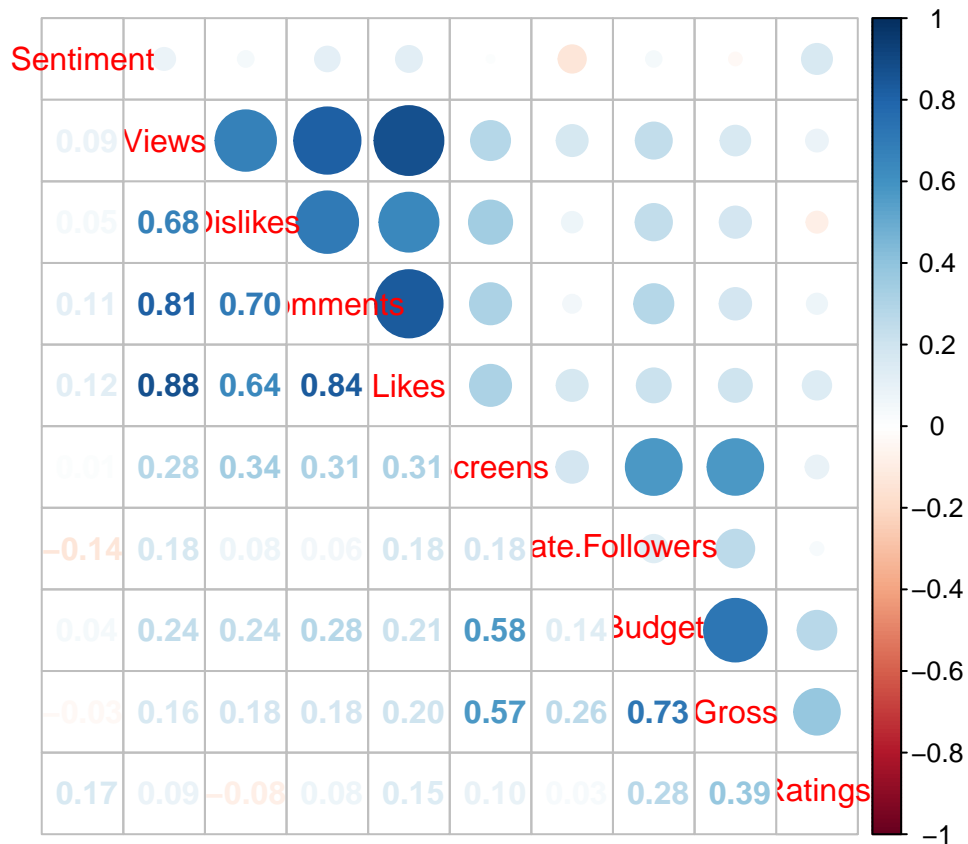 1
Sentiment
0.8
0.09 Views
0.6
0.05 0.68 Dislikes
0.4
0.11 0.81 0.70 omments
0.2
0.12 0.88 0.64 0.84 Likes
0
0.01 0.28 0.34 0.31 0.31 creens
−0.2
−0.14 0.18 0.08 0.06 0.18 0.18 ate.Followers
−0.4
0.04 0.24 0.24 0.28 0.21 0.58 0.14 Budget
−0.6
−0.03 0.16 0.18 0.18 0.20 0.57 0.26 0.73 Gross
−0.8
0.17 0.09 −0.08 0.08 0.15 0.10 0.03 0.28 0.39 Ratings
−1